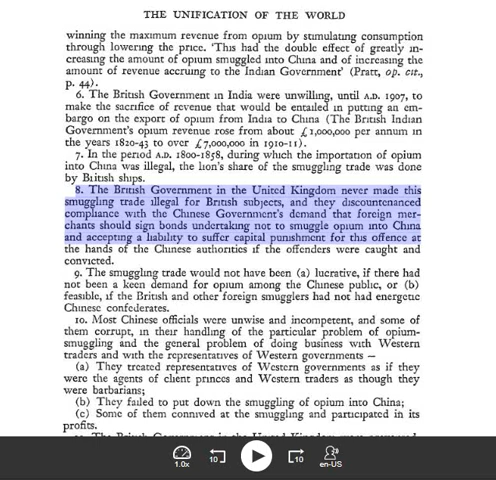 THE UNIFICATION OF THE WORLD
winning the maximum revenue from opium by stimulating consumption
through lowering the price. 'This had the double effect of greatly in-
creasing the amount of opium smuggled into China and of increasing the
amount of revenue accruing to the Indian Government' (Pratt, op. cit.,
p. 44).
6. The British Government in India were unwilling, until A.D. 1907, to
make the sacrifice of revenue that would be entailed in putting an em-
bargo on the export of opium from India to China (The British Indian
Government's opium revenue rose from about £1,000,000 per annum in
the years 1820-43 to over £7,000,000 in 1910-11).
7. In the period A.D. 1800-1858, during which the importation of opium
into China was illegal, the lion's share of the smuggling trade was done
by British ships.
8. The British Government in the United Kingdom never made this
smuggling trade illegal for British subjects, and they discountenanced
compliance with the Chinese Government's demand that foreign mer-
chants should sign bonds undertaking not to smuggle opium into China
and accepting a liability to suffer capital punishment for this offence at
the hands of the Chinese authorities if the offenders were caught and
convicted.
9. The smuggling trade would not have been (a) lucrative, if there had
not been a keen demand for opium among the Chinese public, or (b)
feasible, if the British and other foreign smugglers had not had energetic
Chinese confederates.
10. Most Chinese officials were unwise and incompetent, and some of
them corrupt, in their handling of the particular problem of opium-
smuggling and the general problem of doing business with Western
traders and with the representatives of Western governments —
(a) They treated representatives of Western governments as if they
were the agents of client princes and Western traders as though they
were barbarians;
(b) They failed to put down the smuggling of opium into China;
(c) Some of them connived at the smuggling and participated in its
profits.
1.0x
10
10
en-US